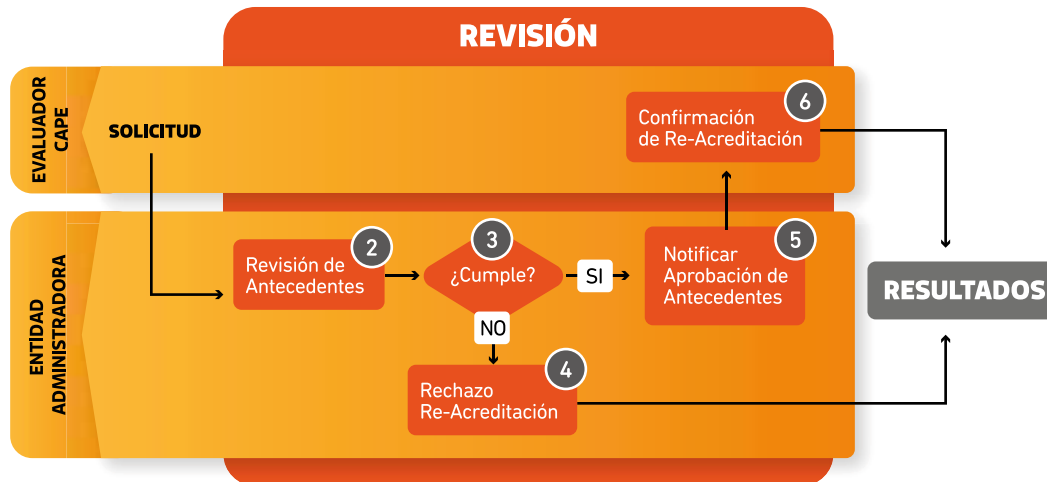 REVISIÓN
EVALUADOR
CAPE
SOLICITUD
6
Confirmación
de Re-Acreditación
ENTIDAD
ADMINISTRADORA
2
Revisión de
Antecedentes
3
¿Cumple?
SI
5
Notificar
Aprobación de
Antecedentes
NO
4
Rechazo
Re-Acreditación
RESULTADOS